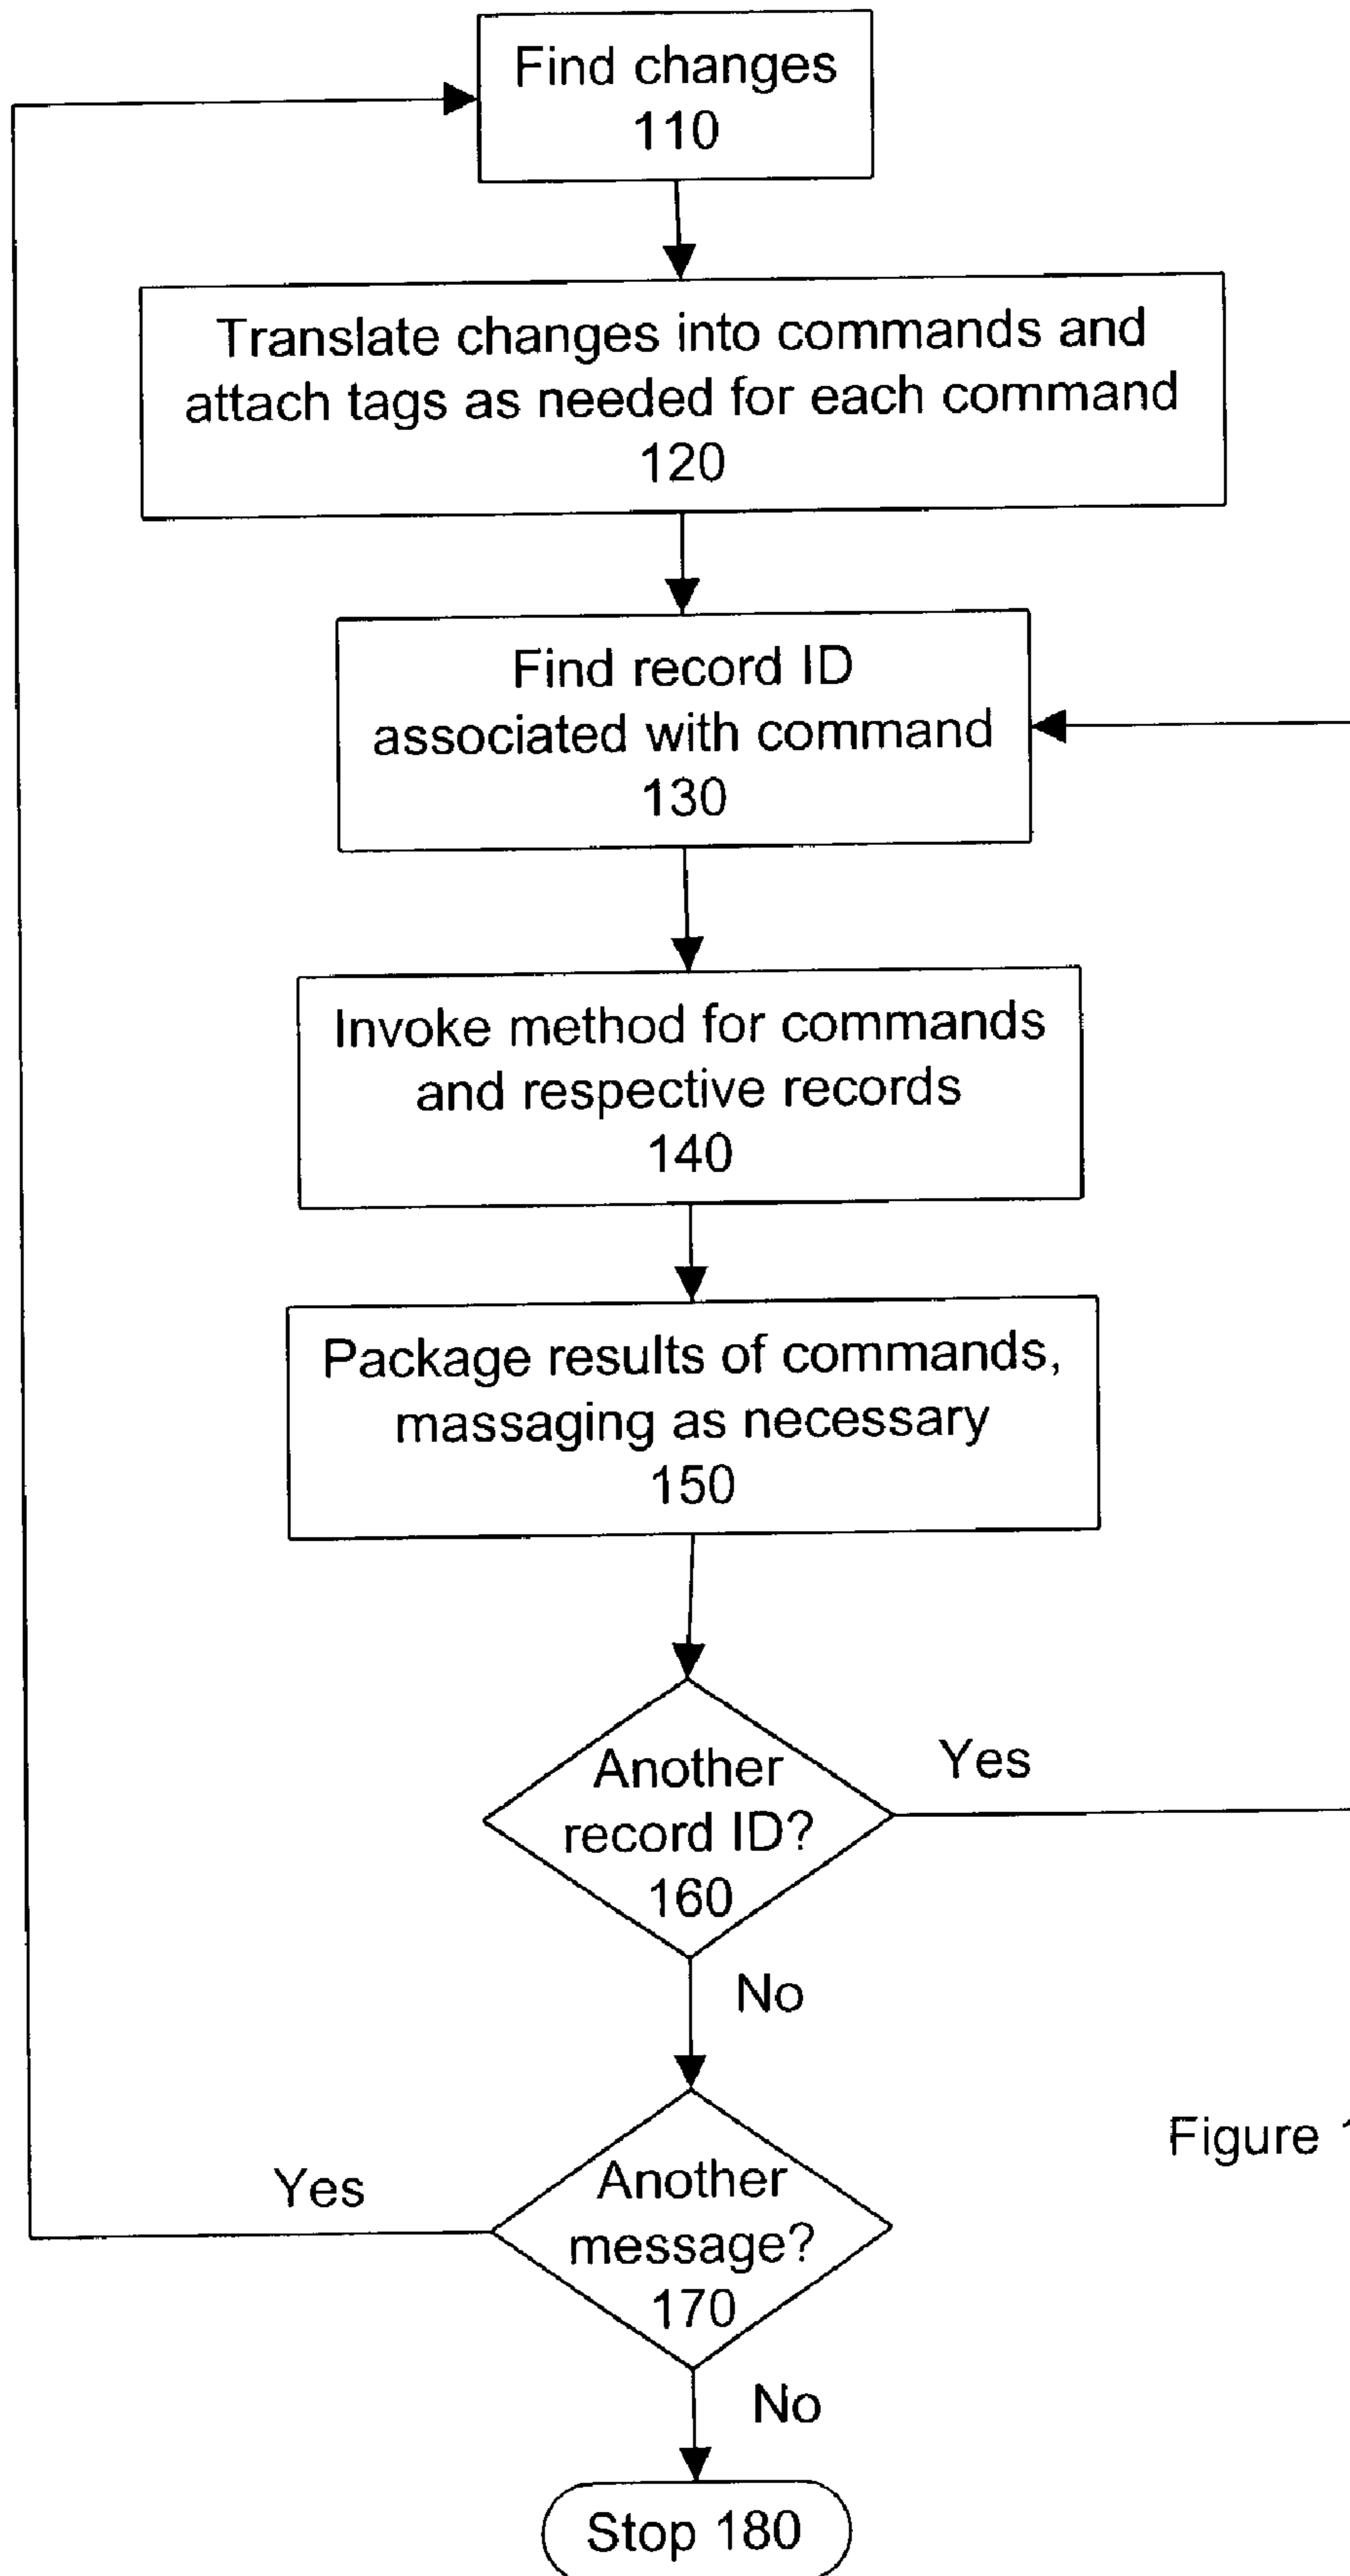 Find changes
110
Translate changes into commands and
attach tags as needed for each command
120
Find record ID
associated with command
130
Invoke method for commands
and respective records
140
Package results of commands,
massaging as necessary
150
Another
record ID?
160
Yes
No
Figure 1
Another
message?
170
Yes
No
Stop 180